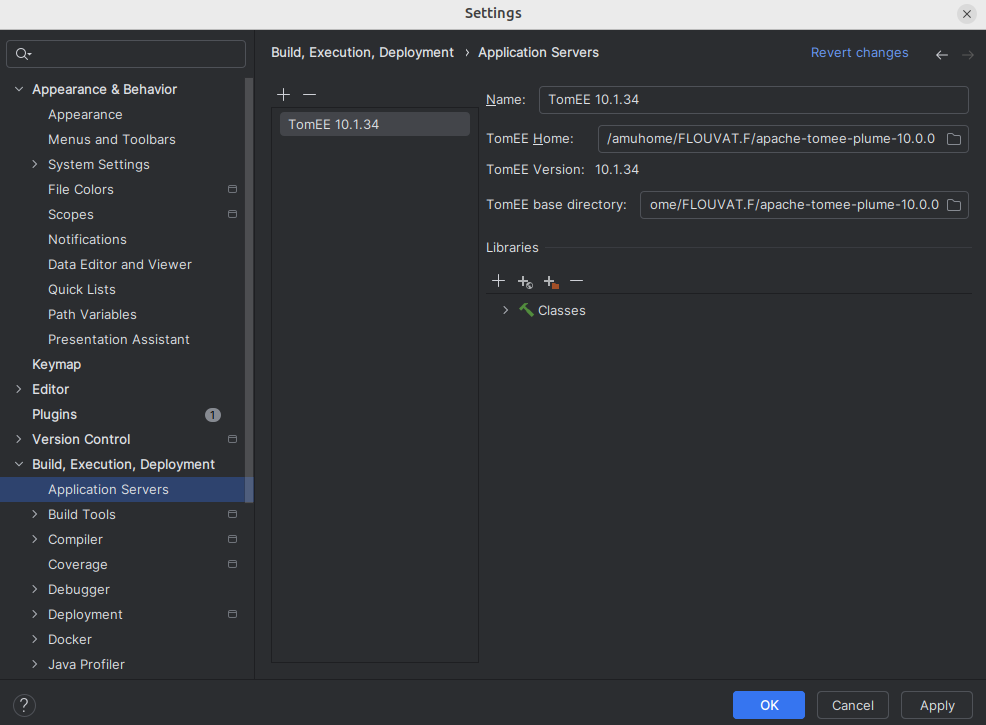 Settings
Build, Execution, Deployment › Application Servers
Revert changes
Appearance & Behavior
Appearance
Menus and Toolbars
System Settings
File Colors
Scopes
Notifications
Data Editor and Viewer
Quick Lists
Path Variables
Presentation Assistant
Keymap
Editor
Plugins 1
Version Control
Build, Execution, Deployment
Application Servers
Build Tools
Compiler
Coverage
Debugger
Deployment
Docker
Java Profiler
TomEE 10.1.34
Name: TomEE 10.1.34
TomEE Home: /amuhome/FLOUVAT.F/apache-tomee-plume-10.0.0
TomEE Version: 10.1.34
TomEE base directory: ome/FLOUVAT.F/apache-tomee-plume-10.0.0
Libraries
Classes
?
OK
Cancel
Apply